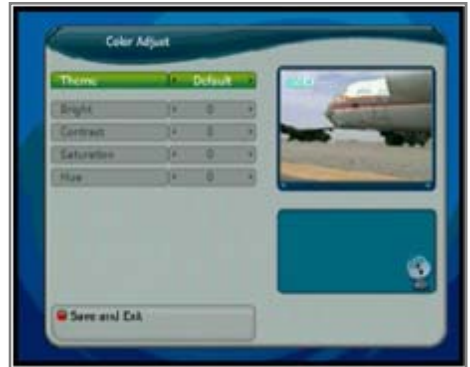 Color Adjust
Theme Default
Bright 0
Contrast 0
Saturation 0
Hue 0
Save and Exit